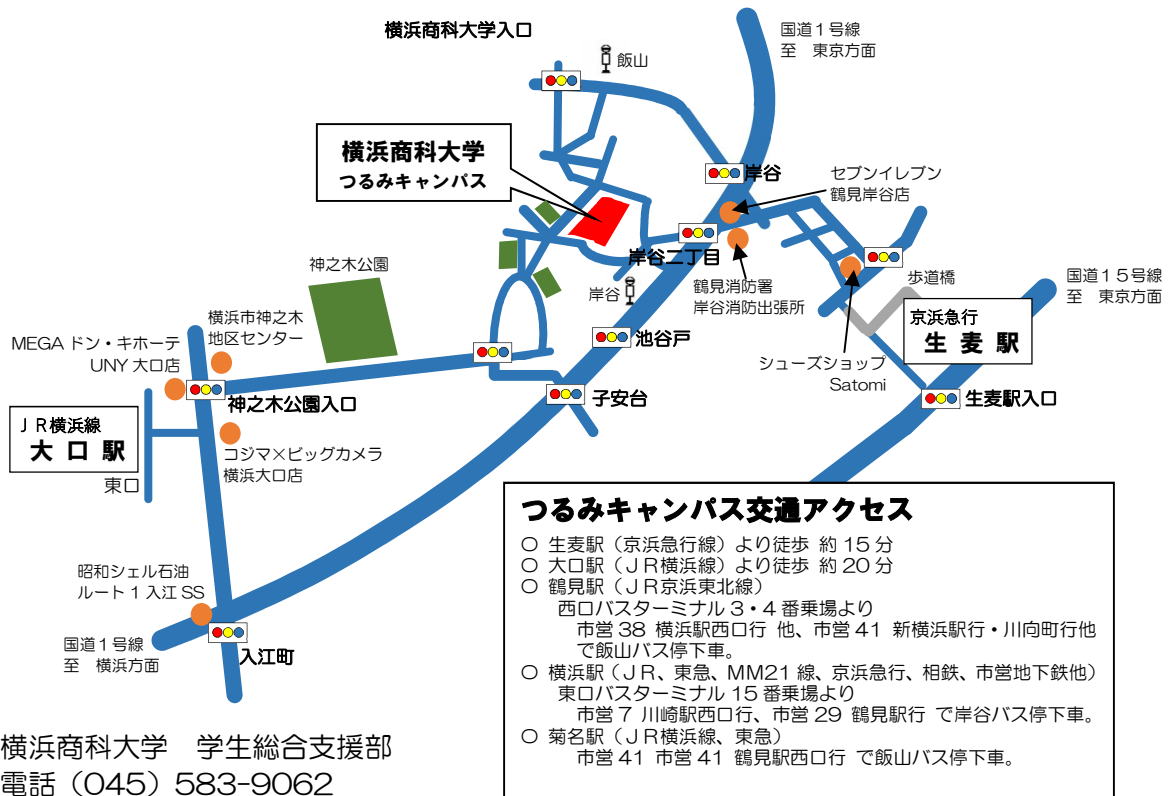 横浜商科大学入口
国道1号線
至　東京方面
飯山
横浜商科大学
つるみキャンパス
岸谷
セブンイレブン
鶴見岸谷店
岸谷二丁目
鶴見消防署
岸谷消防出張所
岸谷
歩道橋
国道15号線
至　東京方面
神之木公園
横浜市神之木
地区センター
MEGA ドン・キホーテ
UNY 大口店
池谷戸
京浜急行
生 麦 駅
シューズショップ
Satomi
神之木公園入口
子安台
生麦駅入口
ＪＲ横浜線
大 口 駅
東口
コジマ×ビッグカメラ
横浜大口店
昭和シェル石油
ルート 1 入江 SS
国道1号線
至　横浜方面
入江町
つるみキャンパス交通アクセス
○ 生麦駅（京浜急行線）より徒歩 約 15 分
○ 大口駅（ＪＲ横浜線）より徒歩 約 20 分
○ 鶴見駅（ＪＲ京浜東北線）
西口バスターミナル 3・4 番乗場より
市営 38 横浜駅西口行 他、市営 41 新横浜駅行・川向町行他
で飯山バス停下車。
○ 横浜駅（ＪＲ、東急、MM21 線、京浜急行、相鉄、市営地下鉄他）
東口バスターミナル 15 番乗場より
市営 7 川崎駅西口行、市営 29 鶴見駅行 で岸谷バス停下車。
○ 菊名駅（ＪＲ横浜線、東急）
市営 41 市営 41 鶴見駅西口行 で飯山バス停下車。
横浜商科大学　学生総合支援部
電話（045）583-9062